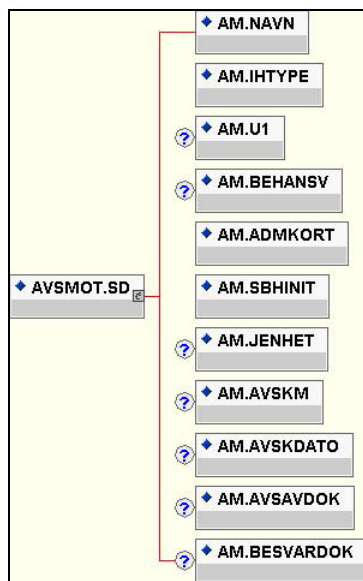 AM.NAVN
AM.IHTYPE
? AM.U1
? AM.BEHANSV
AM.ADMKORT
AVSMOT.SD
AM.SBHINIT
? AM.JENHET
? AM.AVSKM
? AM.AVSKDATO
? AM.AVSAVDOK
? AM.BESVARDOK